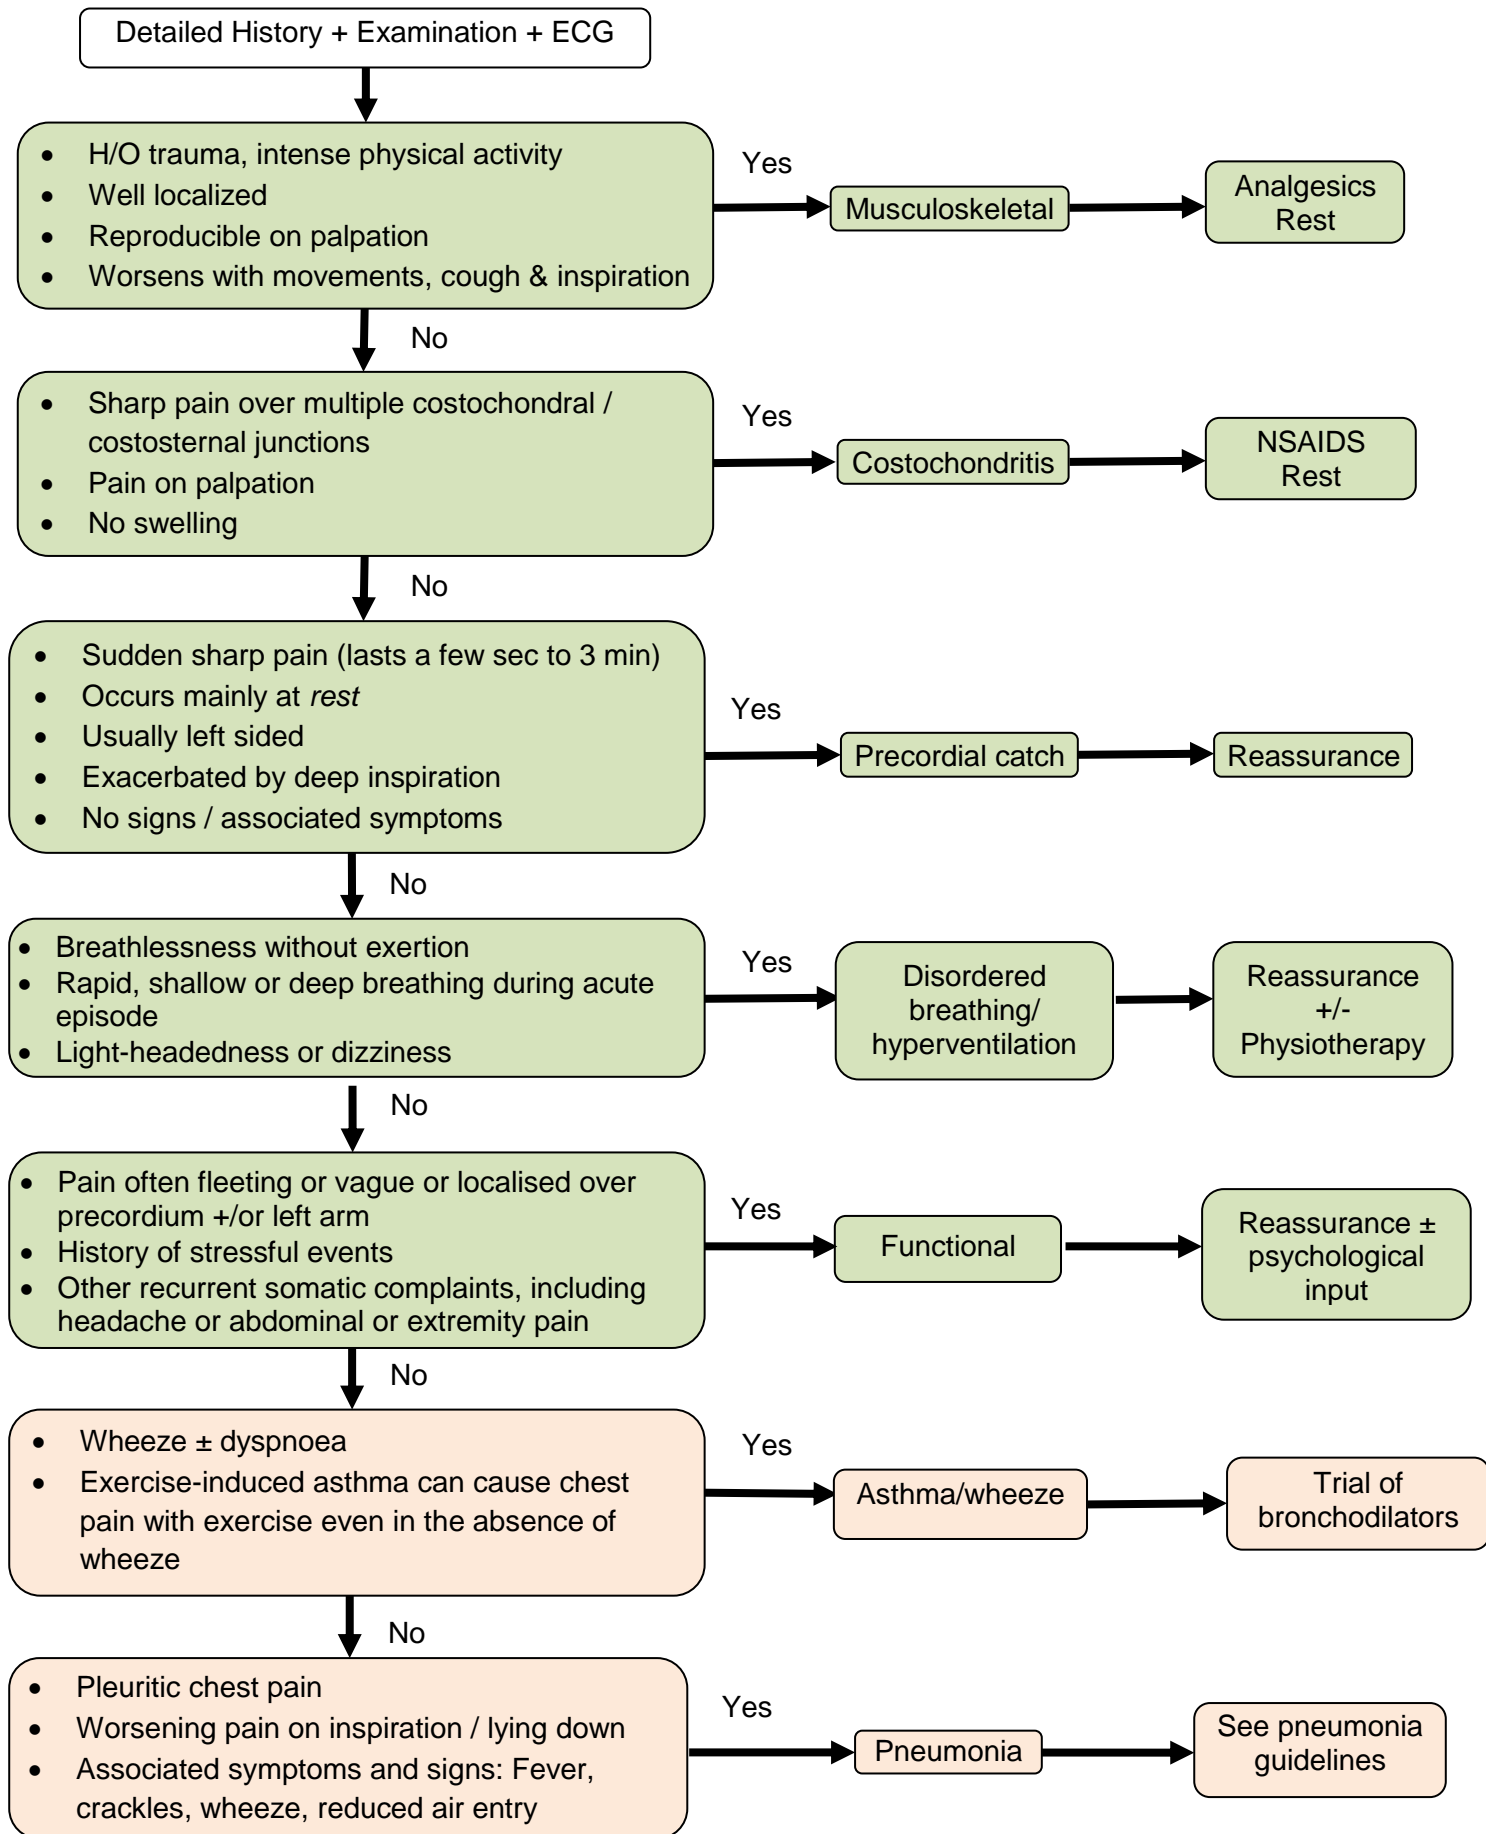 Detailed History + Examination + ECG
• H/O trauma, intense physical activity
• Well localized
• Reproducible on palpation
• Worsens with movements, cough & inspiration
Yes
Musculoskeletal
Analgesics
Rest
No
• Sharp pain over multiple costochondral /
costosternal junctions
• Pain on palpation
• No swelling
Yes
Costochondritis
NSAIDS
Rest
No
• Sudden sharp pain (lasts a few sec to 3 min)
• Occurs mainly at rest
• Usually left sided
• Exacerbated by deep inspiration
• No signs / associated symptoms
Yes
Precordial catch
Reassurance
No
• Breathlessness without exertion
• Rapid, shallow or deep breathing during acute
episode
• Light-headedness or dizziness
Yes
Disordered
breathing/
hyperventilation
Reassurance
+/-
Physiotherapy
No
• Pain often fleeting or vague or localised over
precordium +/or left arm
• History of stressful events
• Other recurrent somatic complaints, including
headache or abdominal or extremity pain
Yes
Functional
Reassurance ±
psychological
input
No
• Wheeze ± dyspnoea
• Exercise-induced asthma can cause chest
pain with exercise even in the absence of
wheeze
Yes
Asthma/wheeze
Trial of
bronchodilators
No
• Pleuritic chest pain
• Worsening pain on inspiration / lying down
• Associated symptoms and signs: Fever,
crackles, wheeze, reduced air entry
Yes
Pneumonia
See pneumonia
guidelines